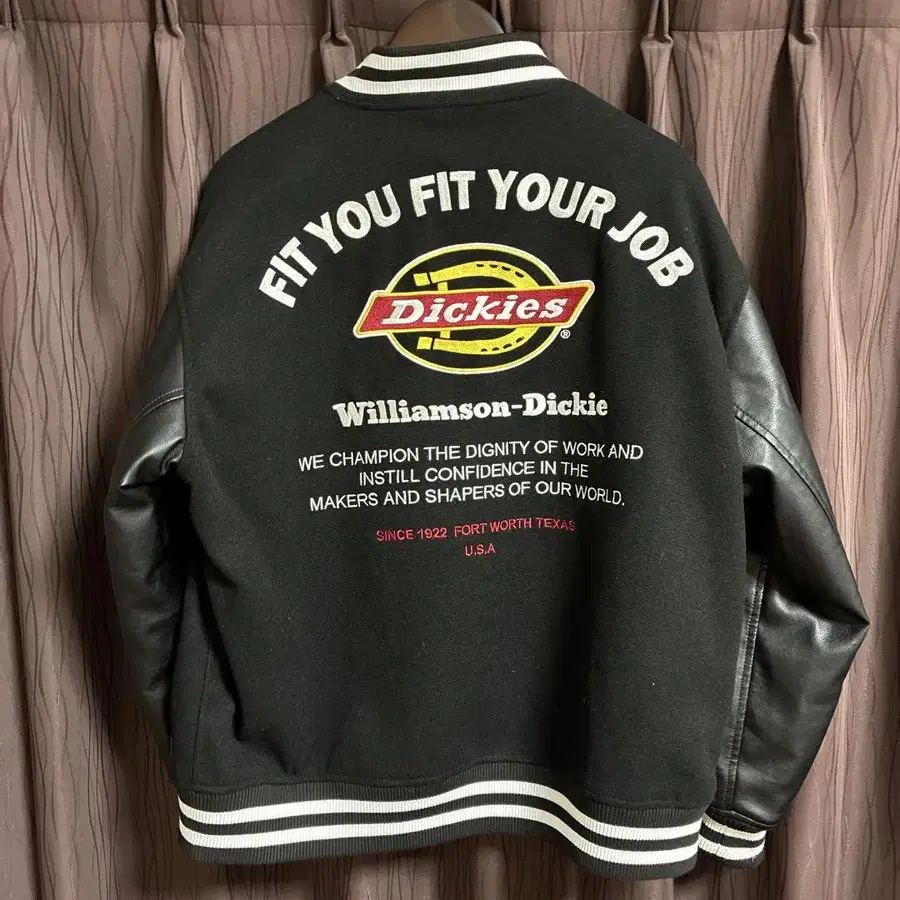 FIT YOU FIT YOUR JOB
Dickies®
Williamson-Dickie
WE CHAMPION THE DIGNITY OF WORK AND
INSTILL CONFIDENCE IN THE
MAKERS AND SHAPERS OF OUR WORLD.
SINCE 1922 FORT WORTH TEXAS
U.S.A